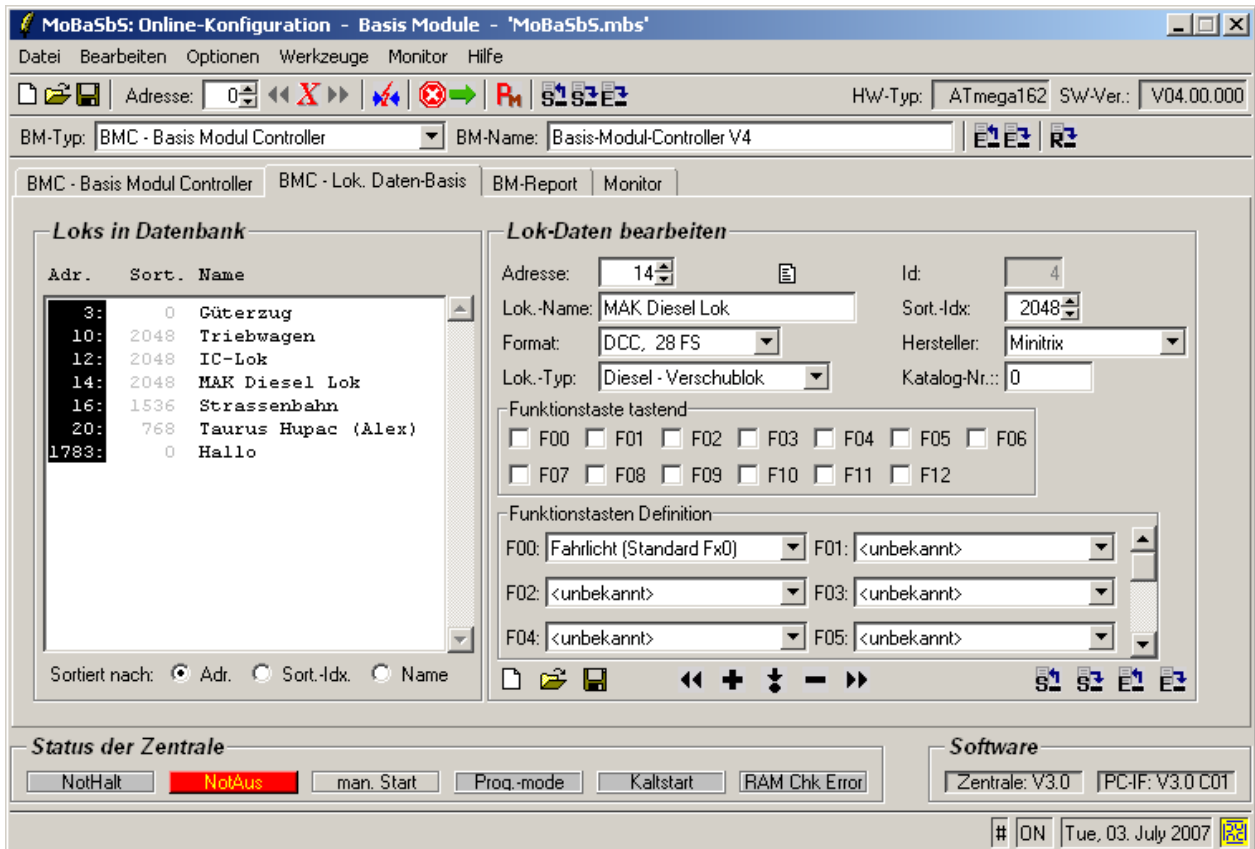 MoBaSbS: Online-Konfiguration - Basis Module - 'MoBaSbS.mbs'
Datei Bearbeiten Optionen Werkzeuge Monitor Hilfe
Adresse: 0 HW-Typ: ATmega162 SW-Ver.: V04.00.000
BM-Typ: BMC - Basis Modul Controller BM-Name: Basis-Modul-Controller V4
BMC - Basis Modul Controller BMC - Lok. Daten-Basis BM-Report Monitor
Loks in Datenbank
Adr. Sort. Name
3: 0 Güterzug
10: 2048 Triebwagen
12: 2048 IC-Lok
14: 2048 MAK Diesel Lok
16: 1536 Strassenbahn
20: 768 Taurus Hupac (Alex)
1783: 0 Hallo
Sortiert nach: Adr. Sort.-Idx. Name
Lok-Daten bearbeiten
Adresse: 14 Id: 4
Lok.-Name: MAK Diesel Lok Sort.-Idx: 2048
Format: DCC, 28 FS Hersteller: Minitrix
Lok.-Typ: Diesel - Verschublok Katalog-Nr.:: 0
Funktionstaste tastend
F00 F01 F02 F03 F04 F05 F06
F07 F08 F09 F10 F11 F12
Funktionstasten Definition
F00: Fahrlicht (Standard Fx0) F01: <unbekannt>
F02: <unbekannt> F03: <unbekannt>
F04: <unbekannt> F05: <unbekannt>
Status der Zentrale
NotHalt NotAus man. Start Prog.-mode Kaltstart RAM Chk Error
Software
Zentrale: V3.0 PC-IF: V3.0 C01
# ON Tue, 03. July 2007